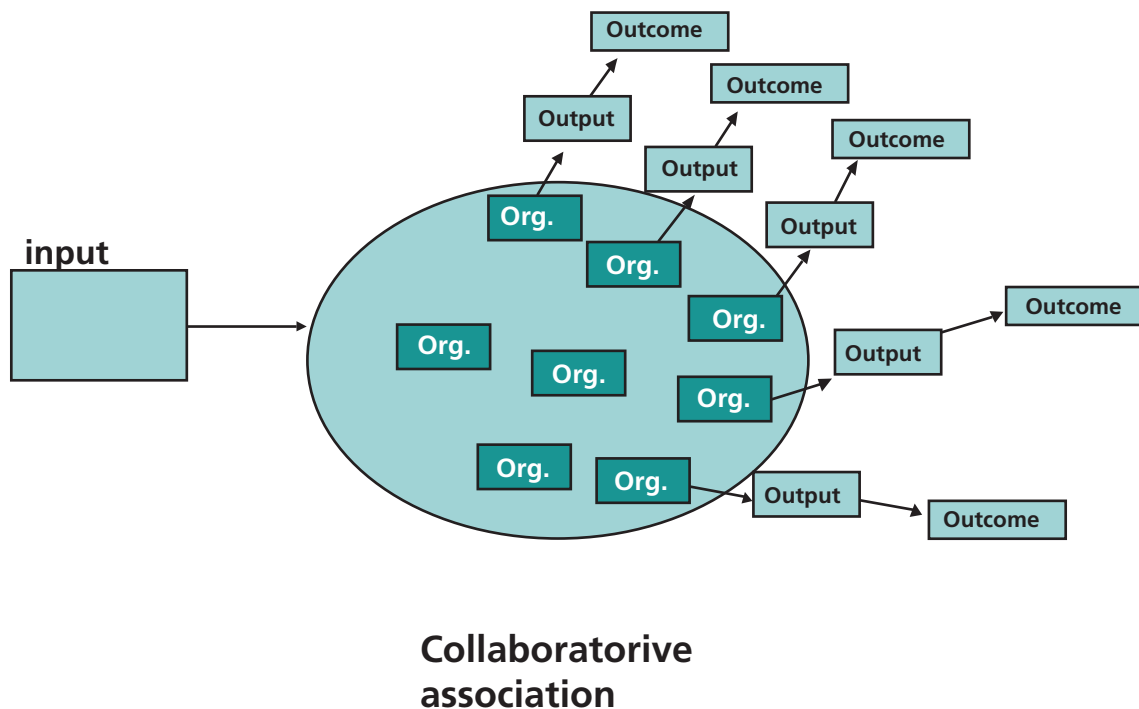 Outcome
Outcome
Output
Outcome
Output
Org.
Output
input
Org.
Outcome
Org.
Org.
Output
Org.
Org.
Org.
Org.
Output
Outcome
Collaboratorive
association